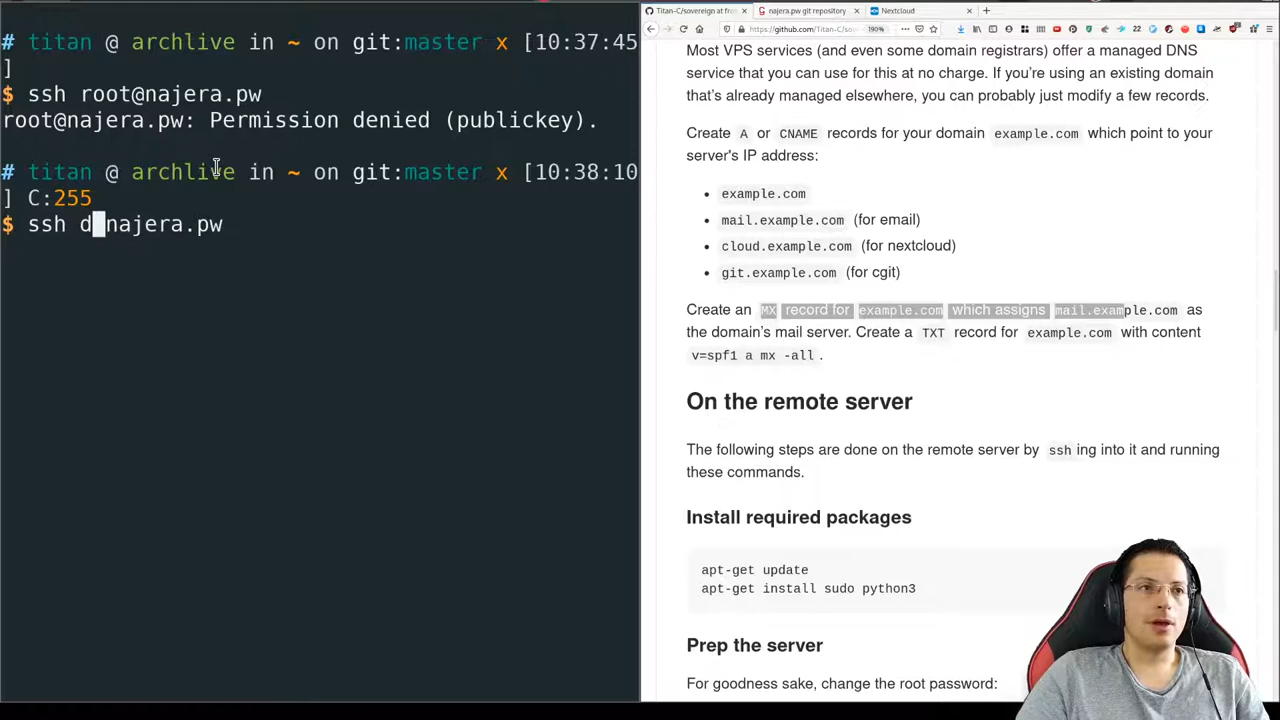 # titan @ archlive in ~ on git:master x [10:37:45
]
$ ssh root@najera.pw
root@najera.pw: Permission denied (publickey).
# titan @ archlive in ~ on git:master x [10:38:10
] C:255
$ ssh d najera.pw
Titan-C/sovereign at fre
najera.pw git repository
Nextcloud
https://github.com/Titan-C/sov
190%
Most VPS services (and even some domain registrars) offer a managed DNS
service that you can use for this at no charge. If you're using an existing domain
that's already managed elsewhere, you can probably just modify a few records.
Create A or CNAME records for your domain example.com which point to your
server's IP address:
• example.com
• mail.example.com (for email)
• cloud.example.com (for nextcloud)
• git.example.com (for cgit)
Create an MX record for example.com which assigns mail.example.com as
the domain's mail server. Create a TXT record for example.com with content
v=spf1 a mx -all .
On the remote server
The following steps are done on the remote server by ssh ing into it and running
these commands.
Install required packages
apt-get update
apt-get install sudo python3
Prep the server
For goodness sake, change the root password: